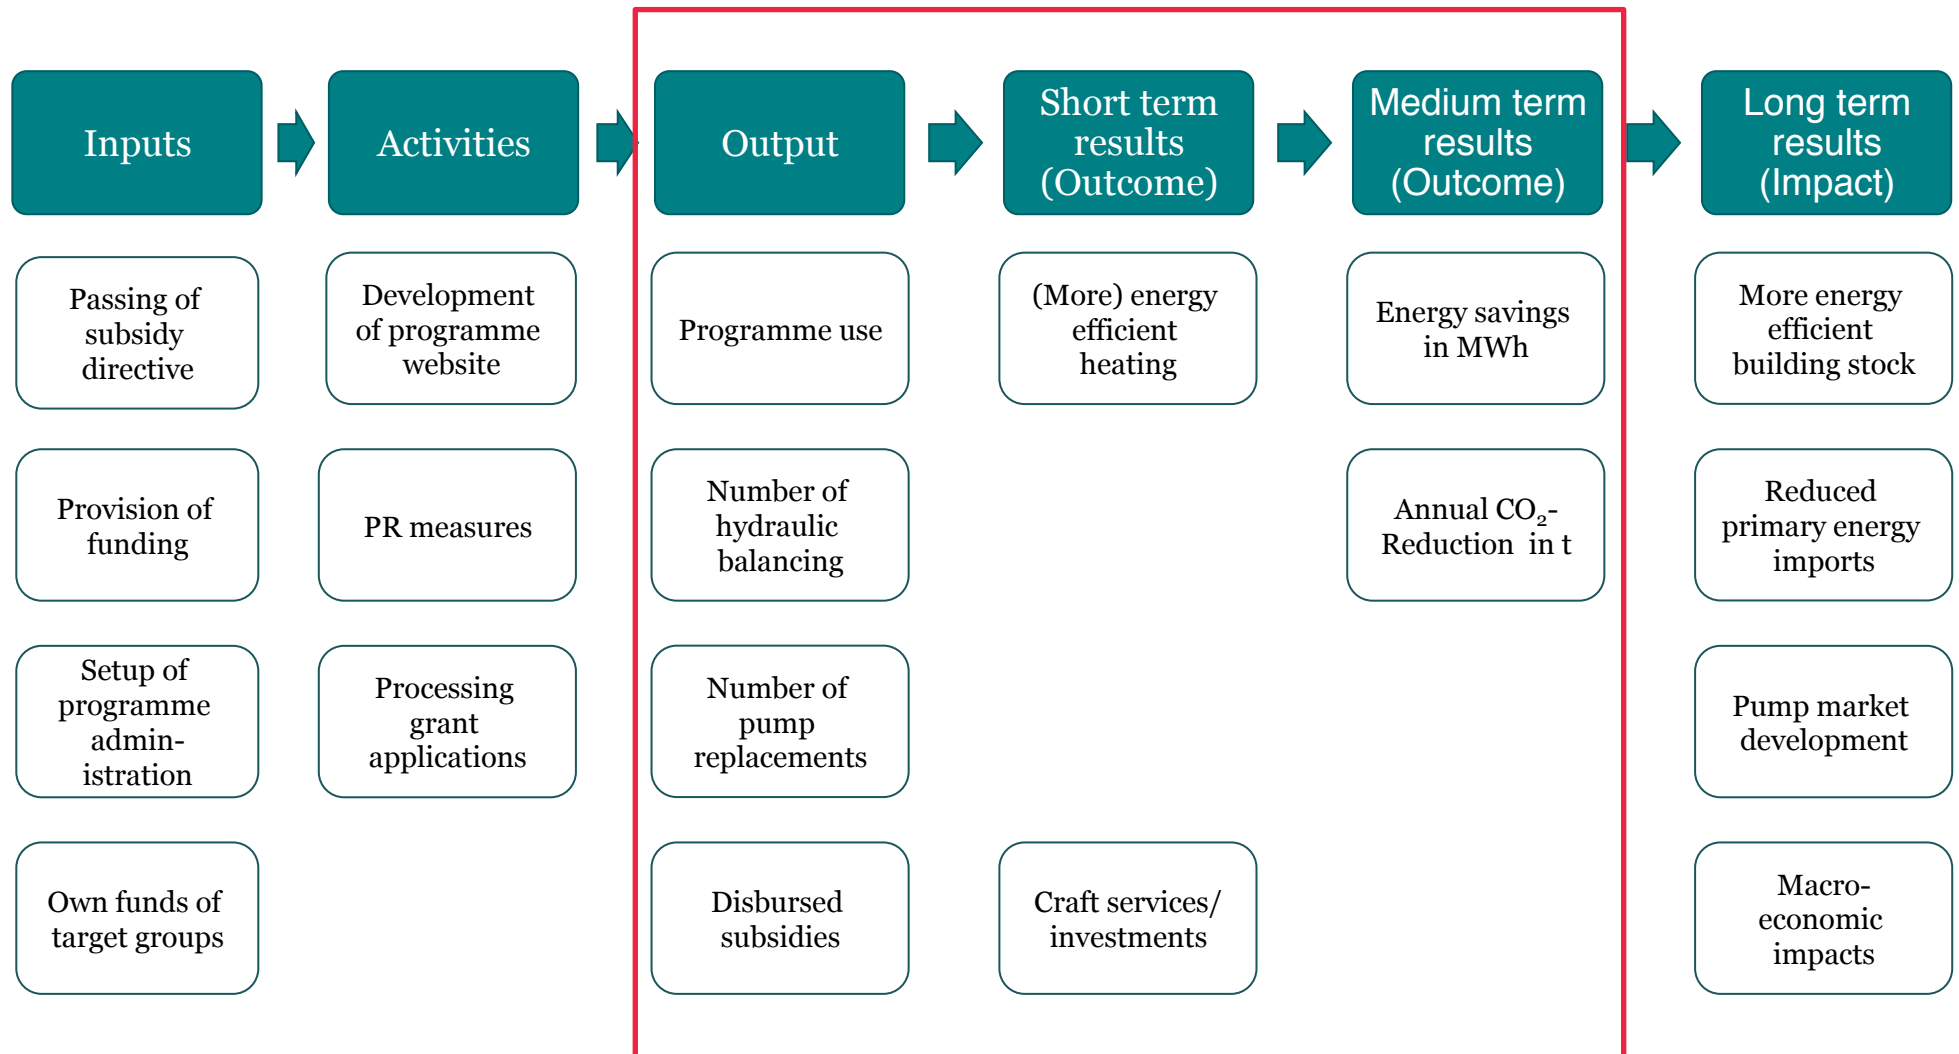 Inputs
Activities
Output
Short term
results
(Outcome)
Medium term
results
(Outcome)
Long term
results
(Impact)
Passing of
subsidy
directive
Development
of programme
website
Programme use
(More) energy
efficient
heating
Energy savings
in MWh
More energy
efficient
building stock
Provision of
funding
PR measures
Number of
hydraulic
balancing
Annual CO₂-
Reduction in t
Reduced
primary energy
imports
Setup of
programme
admin-
istration
Processing
grant
applications
Number of
pump
replacements
Pump market
development
Own funds of
target groups
Disbursed
subsidies
Craft services/
investments
Macro-
economic
impacts